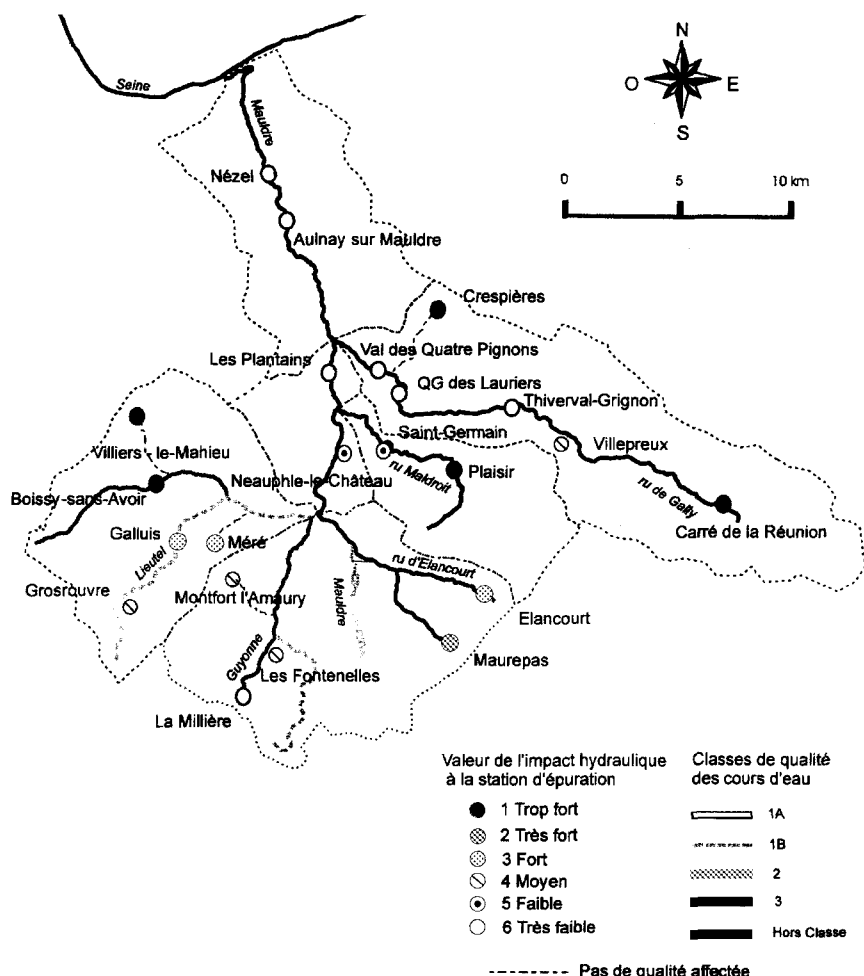 N
O
E
S
Seine
Mauldre
0
5
10 km
Nézel
Aulnay sur Mauldre
Crespières
Les Plantains
Val des Quatre Pignons
QG des Lauriers
Thiverval-Grignon
Villiers - le-Mahieu
Saint-Germain
Villepreux
Neauphle-le-Château
ru Maldroit
Plaisir
Boissy-sans-Avoir
ru de Gally
Carré de la Réunion
Galluis
Méré
Lieutel
ru d'Elancourt
Grosrouvre
Montfort l'Amaury
Mauldre
Elancourt
Maurepas
Guyonne
Les Fontenelles
La Millière
Valeur de l'impact hydraulique
à la station d'épuration
1 Trop fort
2 Très fort
3 Fort
4 Moyen
5 Faible
6 Très faible
Classes de qualité
des cours d'eau
1A
1B
2
3
Hors Classe
Pas de qualité affectée